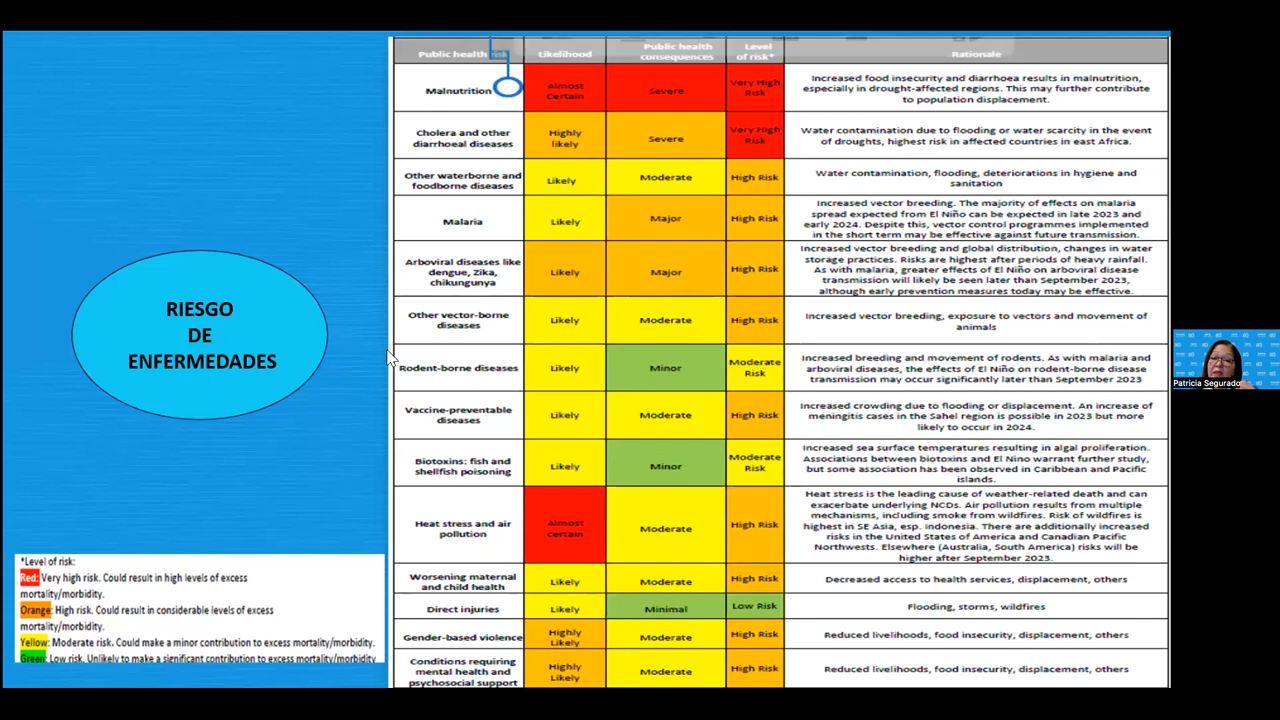 RIESGO
DE
ENFERMEDADES
*Level of risk:
Red: Very high risk. Could result in high levels of excess
mortality/morbidity.
Orange: High risk. Could result in considerable levels of excess
mortality/morbidity.
Yellow: Moderate risk. Could make a minor contribution to excess mortality/morbidity.
Green: Low risk. Unlikely to make a significant contribution to excess mortality/morbidity
Public health risk
Likelihood
Public health
consequences
Level
of risk*
Rationale
Malnutrition
Almost
Certain
Severe
Very High
Risk
Increased food insecurity and diarrhoea results in malnutrition,
especially in drought-affected regions. This may further contribute
to population displacement.
Cholera and other
diarrhoeal diseases
Highly
likely
Severe
Very High
Risk
Water contamination due to flooding or water scarcity in the event
of droughts, highest risk in affected countries in east Africa.
Other waterborne and
foodborne diseases
Likely
Moderate
High Risk
Water contamination, flooding, deteriorations in hygiene and
sanitation
Malaria
Likely
Major
High Risk
Increased vector breeding. The majority of effects on malaria
spread expected from El Niño can be expected in late 2023 and
early 2024. Despite this, vector control programmes implemented
in the short term may be effective against future transmission.
Arboviral diseases like
dengue, Zika,
chikungunya
Likely
Major
High Risk
Increased vector breeding and global distribution, changes in water
storage practices. Risks are highest after periods of heavy rainfall.
As with malaria, greater effects of El Niño on arboviral disease
transmission will likely be seen later than September 2023,
although early prevention measures today may be effective.
Other vector-borne
diseases
Likely
Moderate
High Risk
Increased vector breeding, exposure to vectors and movement of
animals
Rodent-borne diseases
Likely
Minor
Moderate
Risk
Increased breeding and movement of rodents. As with malaria and
arboviral diseases, the effects of El Niño on rodent-borne disease
transmission may occur significantly later than September 2023
Vaccine-preventable
diseases
Likely
Moderate
High Risk
Increased crowding due to flooding or displacement. An increase of
meningitis cases in the Sahel region is possible in 2023 but more
likely to occur in 2024.
Biotoxins: fish and
shellfish poisoning
Likely
Minor
Moderate
Risk
Increased sea surface temperatures resulting in algal proliferation.
Associations between biotoxins and El Nino warrant further study,
but some association has been observed in Caribbean and Pacific
islands.
Heat stress and air
pollution
Almost
certain
Moderate
High Risk
Heat stress is the leading cause of weather-related death and can
exacerbate underlying NCDs. Air pollution results from multiple
mechanisms, including smoke from wildfires. Risk of wildfires is
highest in SE Asia, esp. Indonesia. There are additionally increased
risks in the United States of America and Canadian Pacific
Northwests. Elsewhere (Australia, South America) risks will be
higher after September 2023.
Worsening maternal
and child health
Likely
Moderate
High Risk
Decreased access to health services, displacement, others
Direct injuries
Likely
Minimal
Low Risk
Flooding, storms, wildfires
Gender-based violence
Highly
Likely
Moderate
High Risk
Reduced livelihoods, food insecurity, displacement, others
Conditions requiring
mental health and
psychosocial support
Highly
Likely
Moderate
High Risk
Reduced livelihoods, food insecurity, displacement, others
Patricia Segurado